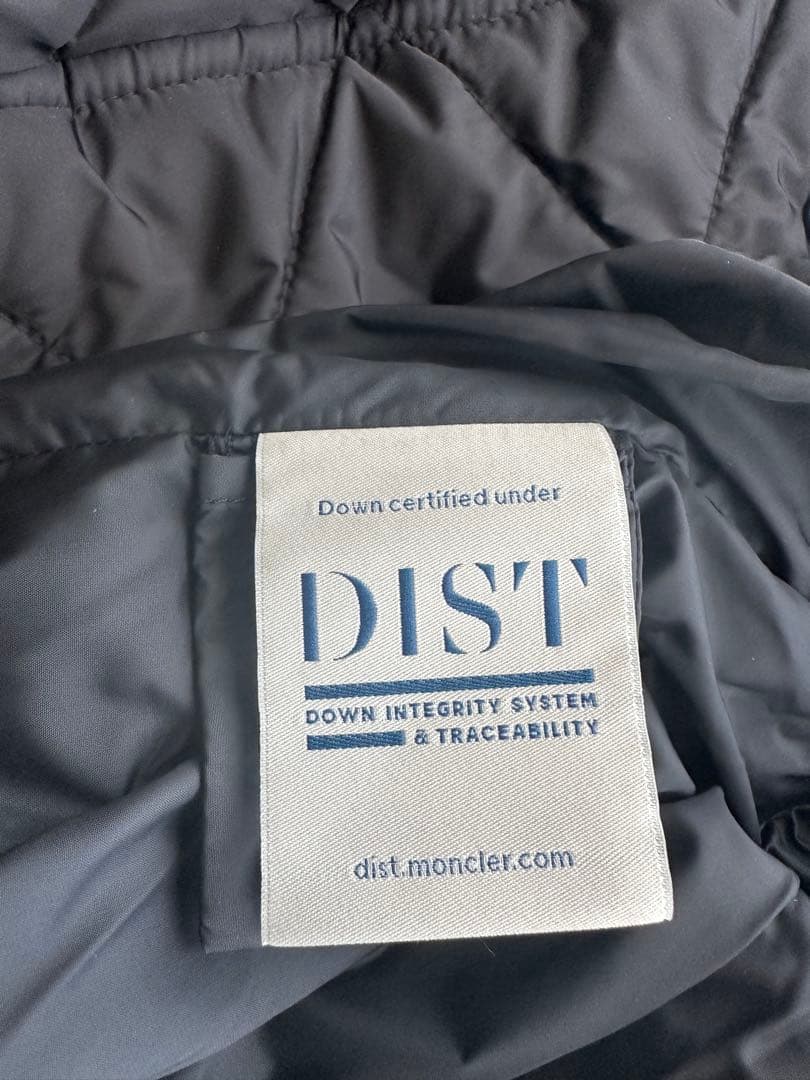 Down certified under
DIST
DOWN INTEGRITY SYSTEM
& TRACEABILITY
dist.moncler.com